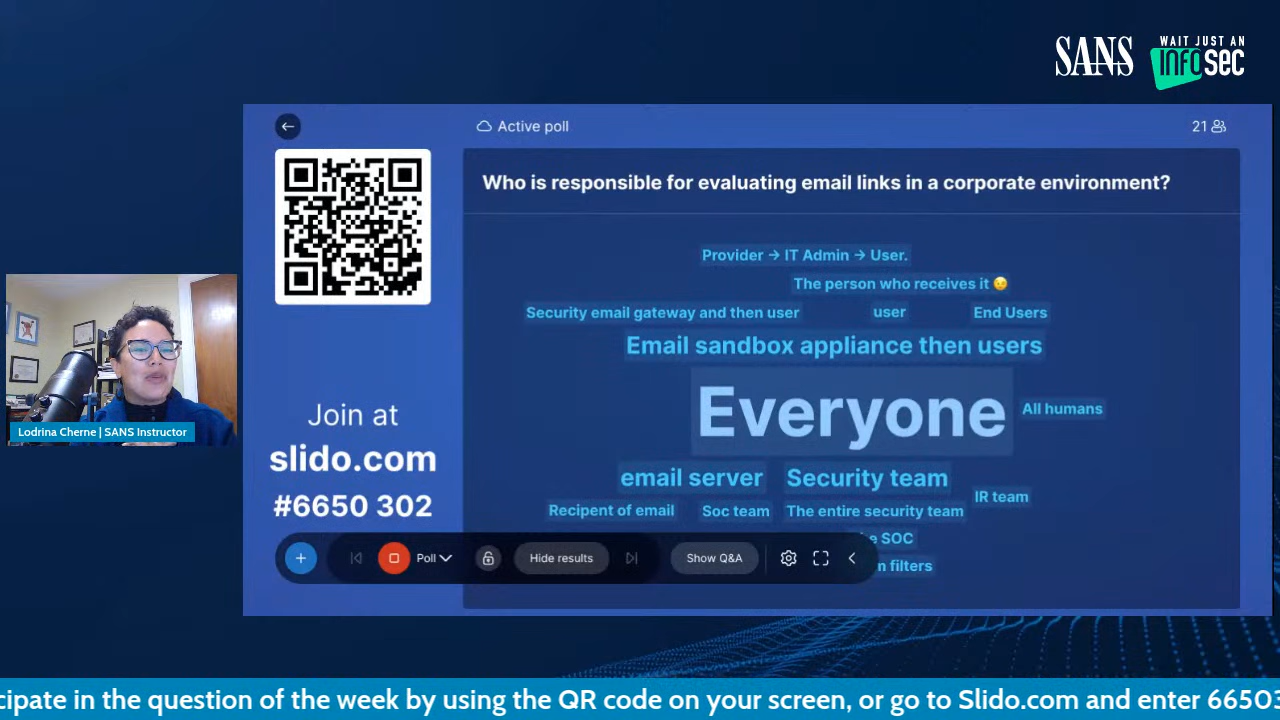 SANS
WAIT JUST AN
INFOSEC
Active poll
21
Who is responsible for evaluating email links in a corporate environment?
Provider → IT Admin → User.
The person who receives it 😉
Security email gateway and then user
user
End Users
Email sandbox appliance then users
Everyone
All humans
email server
Security team
IR team
Recipent of email
Soc team
The entire security team
e SOC
n filters
Join at
slido.com
#6650 302
Poll
Hide results
Show Q&A
Lodrina Cherne | SANS Instructor
cipate in the question of the week by using the QR code on your screen, or go to Slido.com and enter 6650